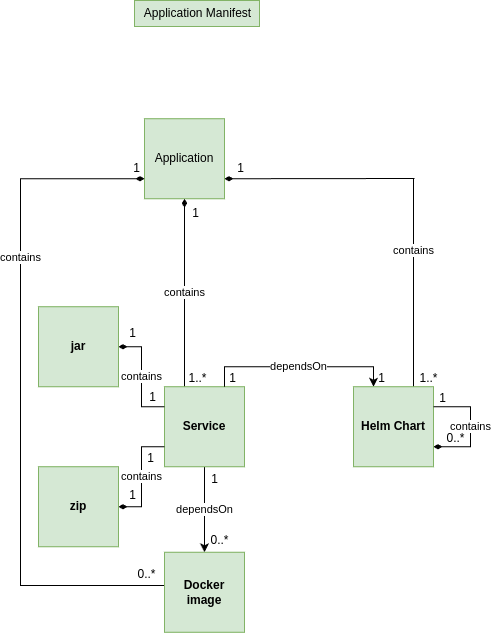 Application Manifest
Application
1
1
1
contains
contains
contains
jar
1
contains
1
1..*
1
dependsOn
1
1..*
Service
Helm Chart
1
contains
0..*
1
contains
1
zip
1
dependsOn
0..*
0..*
Docker
image